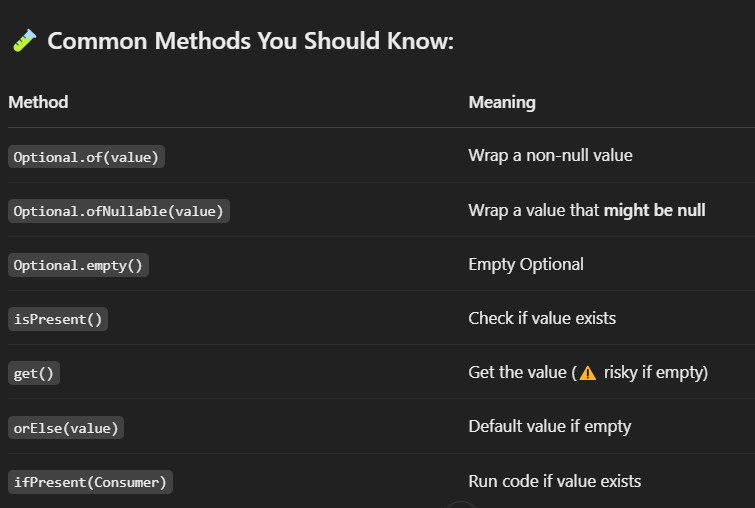 Common Methods You Should Know:
Method Meaning
Optional.of(value) Wrap a non-null value
Optional.ofNullable(value) Wrap a value that might be null
Optional.empty() Empty Optional
isPresent() Check if value exists
get() Get the value (⚠️ risky if empty)
orElse(value) Default value if empty
ifPresent(Consumer) Run code if value exists